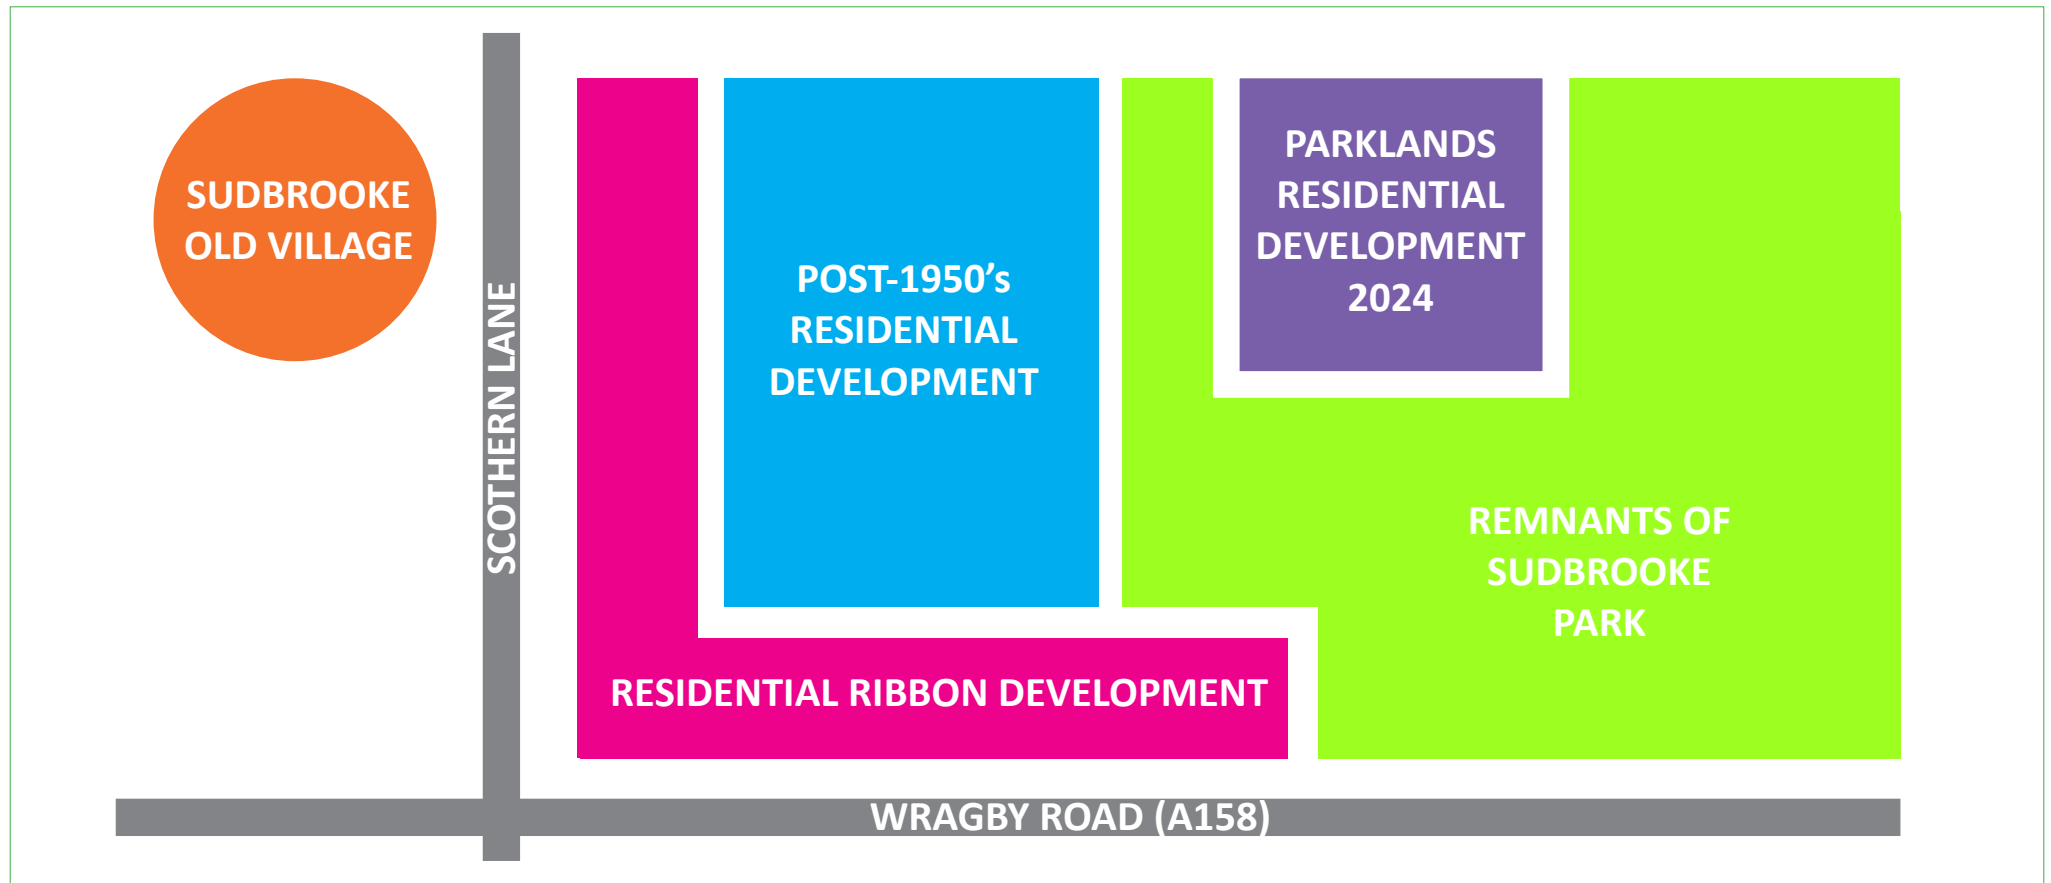 SUDBROOKE
OLD VILLAGE
SCOTHERN LANE
POST-1950’s
RESIDENTIAL
DEVELOPMENT
PARKLANDS
RESIDENTIAL
DEVELOPMENT
2024
REMNANTS OF
SUDBROOKE
PARK
RESIDENTIAL RIBBON DEVELOPMENT
WRAGBY ROAD (A158)